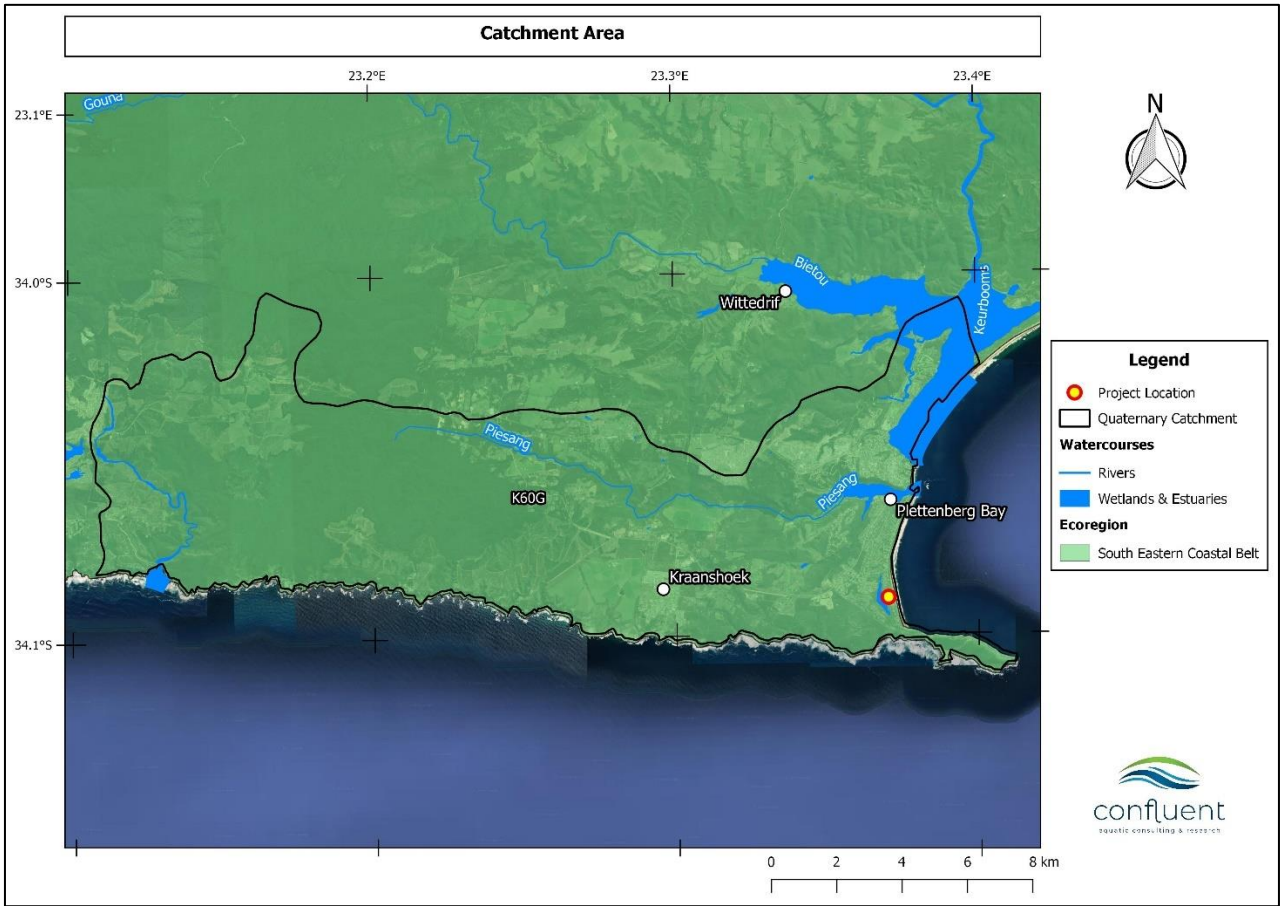 Catchment Area
23.2°E
23.3°E
23.4°E
23.1°E
34.0°S
34.1°S
Gouna
Bietou
Wittedrif
Keurbooms
Piesang
K60G
Piesang
Plettenberg Bay
Kraanshoek
N
Legend
Project Location
Quaternary Catchment
Watercourses
Rivers
Wetlands & Estuaries
Ecoregion
South Eastern Coastal Belt
confluent
aquatic consulting & research
0 2 4 6 8 km